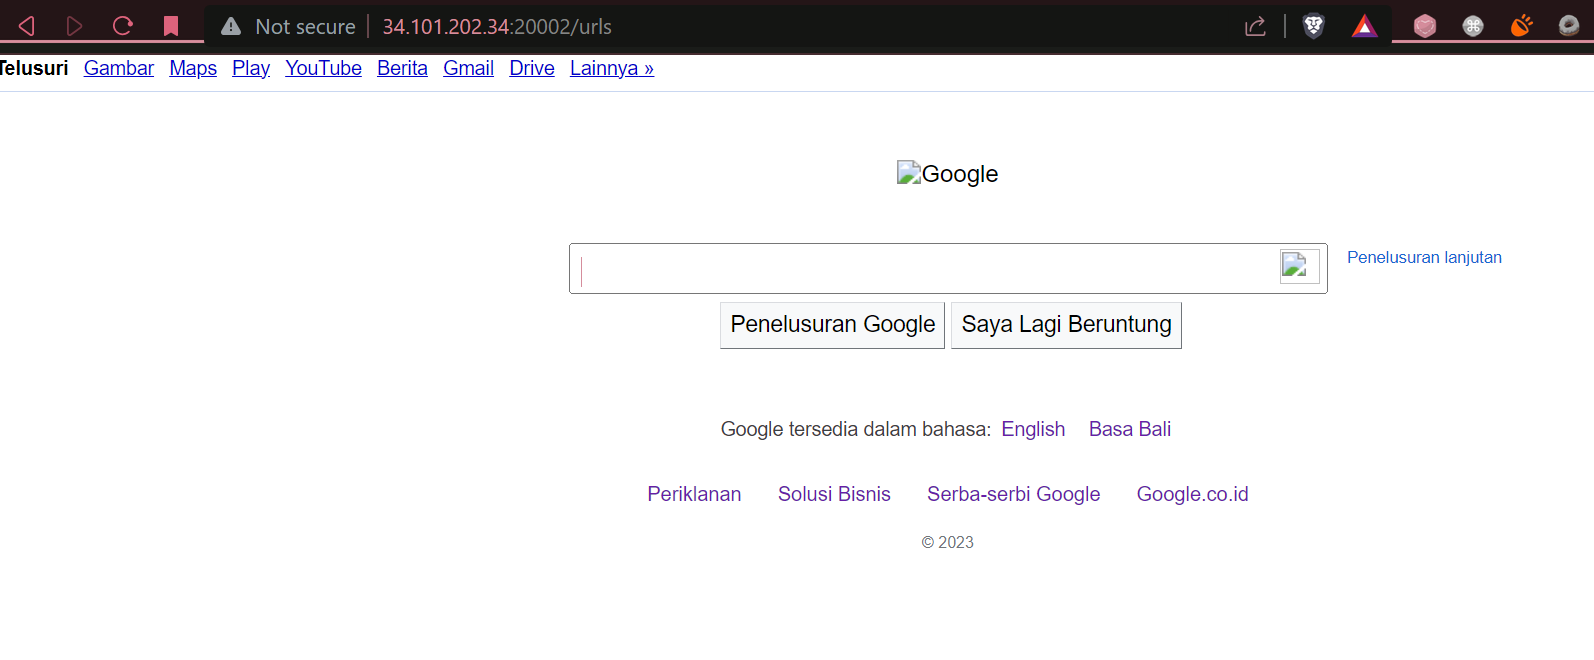 Not secure | 34.101.202.34:20002/urls
Telusuri Gambar Maps Play YouTube Berita Gmail Drive Lainnya »
Google
Penelusuran lanjutan
Penelusuran Google Saya Lagi Beruntung
Google tersedia dalam bahasa: English Basa Bali
Periklanan Solusi Bisnis Serba-serbi Google Google.co.id
© 2023